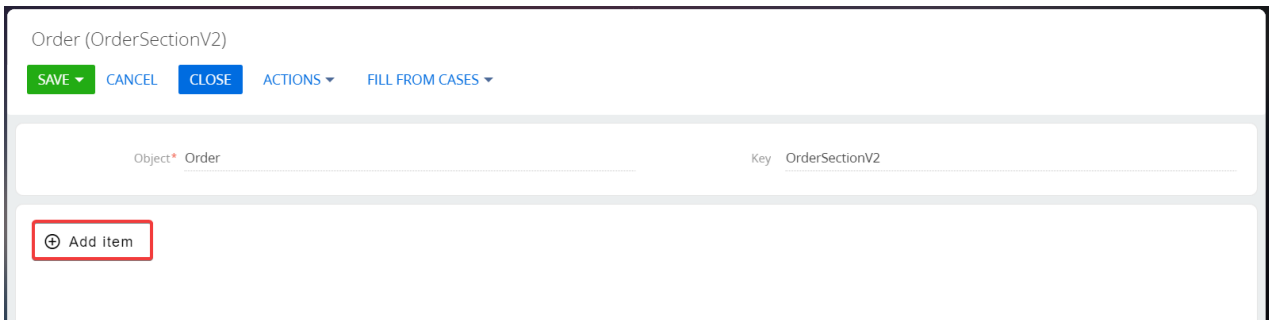 Order (OrderSectionV2)
SAVE CANCEL CLOSE ACTIONS FILL FROM CASES
Object* Order Key OrderSectionV2
Add item